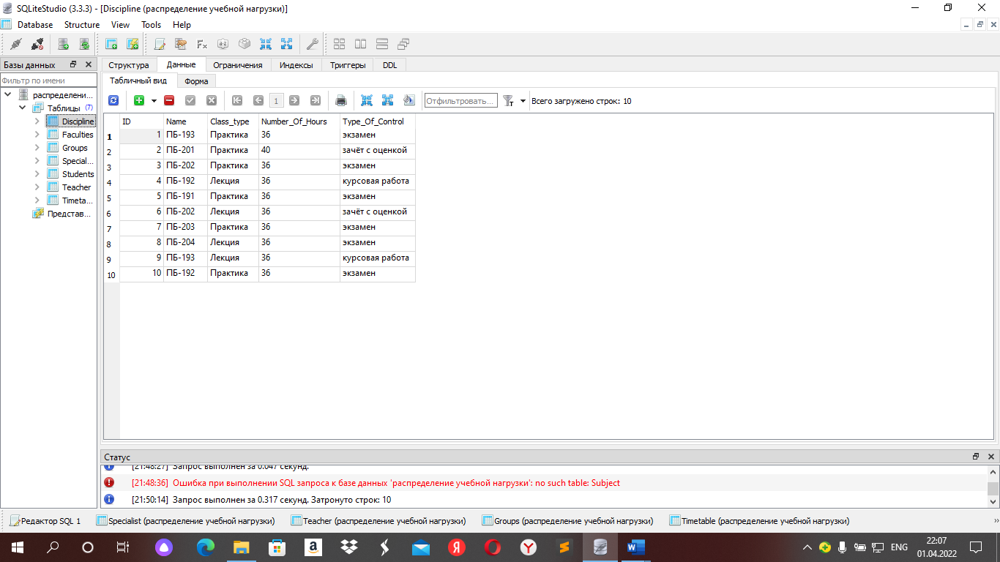 SQLiteStudio (3.3.3) - [Discipline (распределение учебной нагрузки)]
Database Structure View Tools Help
Базы данных
Фильтр по имени
распределени...
Таблицы (7)
Discipline
Faculties
Groups
Special...
Students
Teacher
Timeta...
Представ...
Структура Данные Ограничения Индексы Триггеры DDL
Табличный вид Форма
1 Отфильтровать... Всего загружено строк: 10
ID Name Class_type Number_Of_Hours Type_Of_Control
1 1 ПБ-193 Практика 36 экзамен
2 2 ПБ-201 Практика 40 зачёт с оценкой
3 3 ПБ-202 Практика 36 экзамен
4 4 ПБ-192 Лекция 36 курсовая работа
5 5 ПБ-191 Практика 36 экзамен
6 6 ПБ-202 Лекция 36 зачёт с оценкой
7 7 ПБ-203 Практика 36 экзамен
8 8 ПБ-204 Лекция 36 экзамен
9 9 ПБ-193 Лекция 36 курсовая работа
10 10 ПБ-192 Практика 36 экзамен
Статус
[21:48:27] Запрос выполнен за 0.047 секунд.
[21:48:36] Ошибка при выполнении SQL запроса к базе данных 'распределение учебной нагрузки': no such table: Subject
[21:50:14] Запрос выполнен за 0.317 секунд. Затронуто строк: 10
Редактор SQL 1 Specialist (распределение учебной нагрузки) Teacher (распределение учебной нагрузки) Groups (распределение учебной нагрузки) Timetable (распределение учебной нагрузки) »
ENG 22:07
01.04.2022